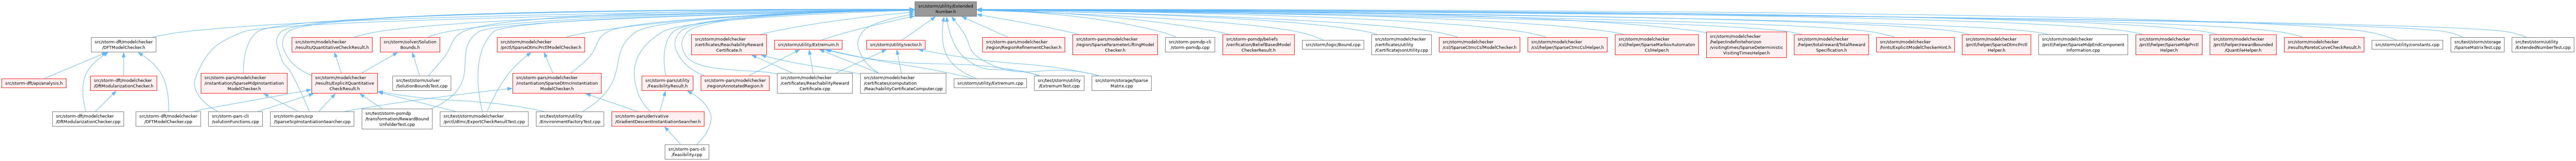 src/storm/utility/Extended
Number.h
src/storm-dft/modelchecker
/DFTModelChecker.h
src/storm/modelchecker
/results/QuantitativeCheckResult.h
src/storm/solver/Solution
Bounds.h
src/storm/modelchecker
/prctl/SparseDtmcPrctlModelChecker.h
src/storm/modelchecker
/certificates/ReachabilityReward
Certificate.h
src/storm/utility/Extremum.h
src/storm/utility/vector.h
src/storm-pars/modelchecker
/region/RegionRefinementChecker.h
src/storm-pars/modelchecker
/region/SparseParameterLiftingModel
Checker.h
src/storm-pomdp-cli
/storm-pomdp.cpp
src/storm-pomdp/beliefs
/verification/BeliefBasedModel
CheckerResult.h
src/storm/logic/Bound.cpp
src/storm/modelchecker
/certificates/utility
/CertificateJsonUtility.cpp
src/storm/modelchecker
/csl/SparseCtmcCslModelChecker.h
src/storm/modelchecker
/csl/helper/SparseCtmcCslHelper.h
src/storm/modelchecker
/csl/helper/SparseMarkovAutomaton
CslHelper.h
src/storm/modelchecker
/helper/indefinitehorizon
/visitingtimes/SparseDeterministic
VisitingTimesHelper.h
src/storm/modelchecker
/helper/totalreward/TotalReward
Specification.h
src/storm/modelchecker
/hints/ExplicitModelCheckerHint.h
src/storm/modelchecker
/prctl/helper/SparseDtmcPrctl
Helper.h
src/storm/modelchecker
/prctl/helper/SparseMdpEndComponent
Information.cpp
src/storm/modelchecker
/prctl/helper/SparseMdpPrctl
Helper.h
src/storm/modelchecker
/prctl/helper/rewardbounded
/QuantileHelper.h
src/storm/modelchecker
/results/ParetoCurveCheckResult.h
src/storm/utility/constants.cpp
src/test/storm/storage
/SparseMatrixTest.cpp
src/test/storm/utility
/ExtendedNumberTest.cpp
src/storm-dft/api/analysis.h
src/storm-dft/modelchecker
/DftModularizationChecker.h
src/storm-pars/modelchecker
/instantiation/SparseMdpInstantiation
ModelChecker.h
src/storm/modelchecker
/results/ExplicitQuantitative
CheckResult.h
src/test/storm/solver
/SolutionBoundsTest.cpp
src/storm-pars/modelchecker
/instantiation/SparseDtmcInstantiation
ModelChecker.h
src/storm-pars/utility
/FeasibilityResult.h
src/storm-pars/modelchecker
/region/AnnotatedRegion.h
src/storm/modelchecker
/certificates/ReachabilityReward
Certificate.cpp
src/storm/modelchecker
/certificates/computation
/ReachabilityCertificateComputer.cpp
src/storm/utility/Extremum.cpp
src/test/storm/utility
/ExtremumTest.cpp
src/storm/storage/Sparse
Matrix.cpp
src/storm-dft/modelchecker
/DftModularizationChecker.cpp
src/storm-dft/modelchecker
/DFTModelChecker.cpp
src/storm-pars-cli
/solutionFunctions.cpp
src/storm-pars/scp
/SparseScpInstantiationSearcher.cpp
src/test/storm-pomdp
/transformation/RewardBound
UnfolderTest.cpp
src/test/storm/modelchecker
/prctl/dtmc/ExpertCheckResultTest.cpp
src/test/storm/utility
/EnvironmentFactoryTest.cpp
src/storm-pars/derivative
/GradientDescentInstantiationSearcher.h
src/storm-pars-cli
/feasibility.cpp